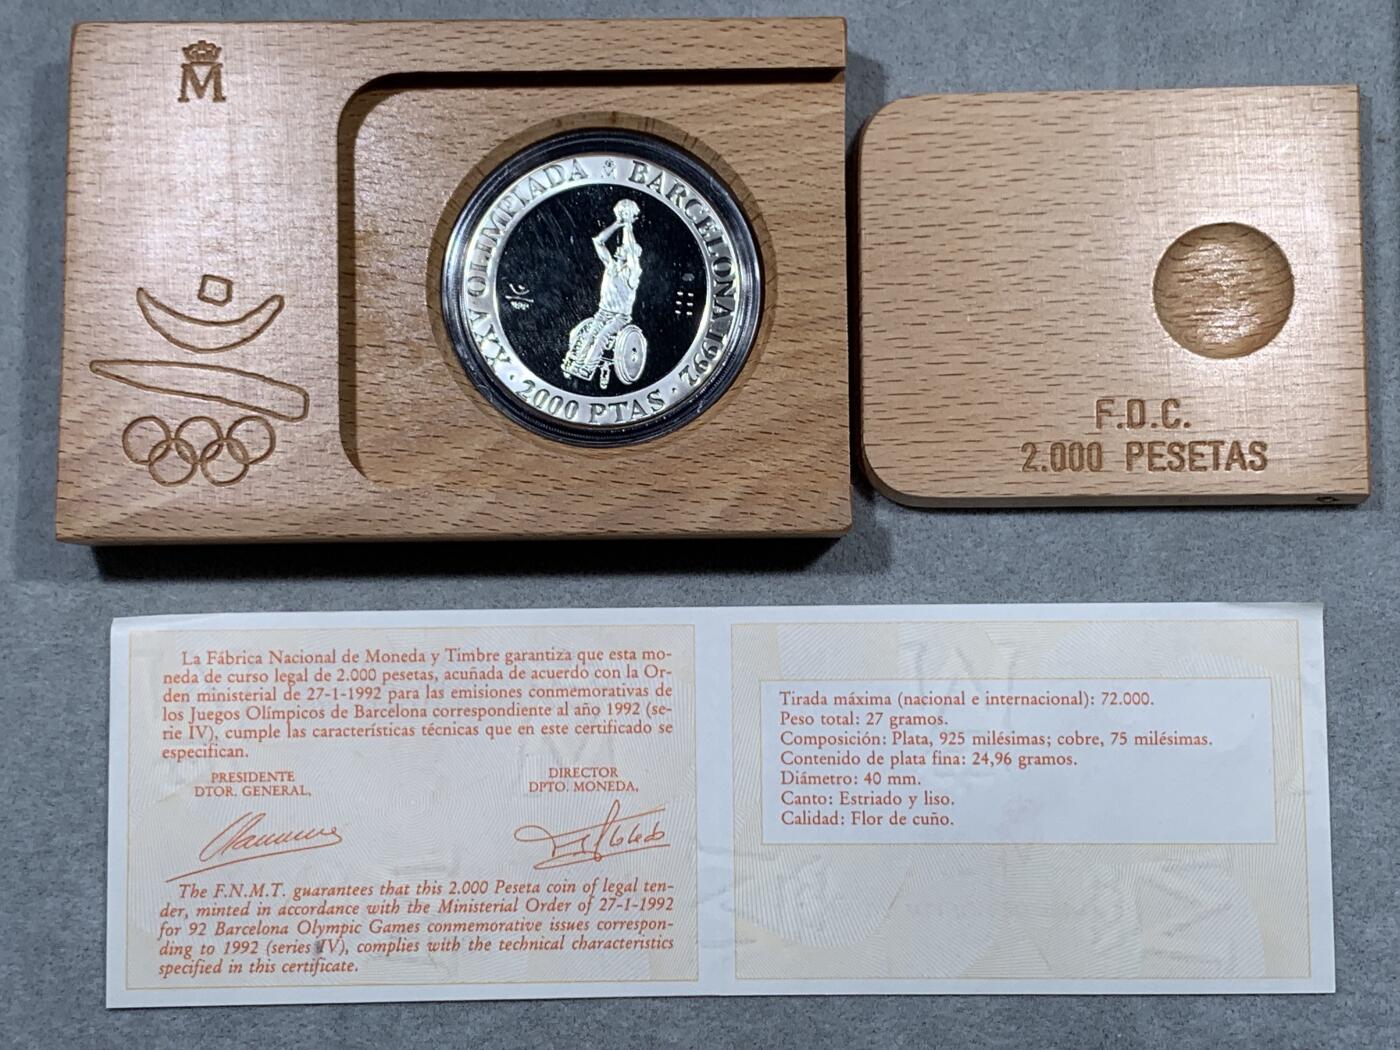 M
XXV OLIMPIADA BARCELONA 1992
· 2000 PTAS ·
F.D.C.
2.000 PESETAS
La Fábrica Nacional de Moneda y Timbre garantiza que esta mo-
neda de curso legal de 2.000 pesetas, acuñada de acuerdo con la Or-
den ministerial de 27-1-1992 para las emisiones conmemorativas de
los Juegos Olímpicos de Barcelona correspondiente al año 1992 (se-
rie IV), cumple las características técnicas que en este certificado se
especifican.
PRESIDENTE
DTOR. GENERAL,
DIRECTOR
DPTO. MONEDA,
The F.N.M.T. guarantees that this 2.000 Peseta coin of legal ten-
der, minted in accordance with the Ministerial Order of 27-1-1992
for 92 Barcelona Olympic Games conmemorative issues correspon-
ding to 1992 (series IV), complies with the technical characteristics
specified in this certificate.
Tirada máxima (nacional e internacional): 72.000.
Peso total: 27 gramos.
Composición: Plata, 925 milésimas; cobre, 75 milésimas.
Contenido de plata fina: 24,96 gramos.
Diámetro: 40 mm.
Canto: Estriado y liso.
Calidad: Flor de cuño.